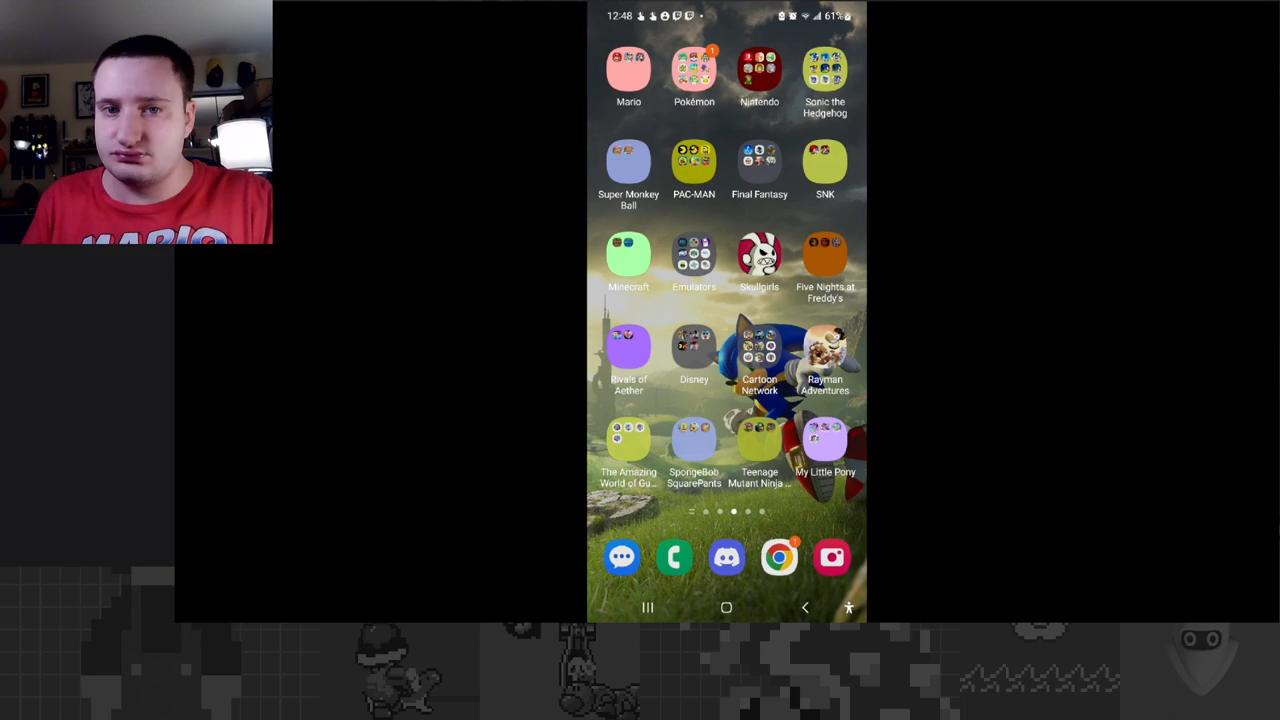 12:48
61%
1
Mario
Pokémon
Nintendo
Sonic the
Hedgehog
Super Monkey
Ball
PAC-MAN
Final Fantasy
SNK
Minecraft
Emulators
Skullgirls
Five Nights at
Freddy's
Rivals of
Aether
Disney
Cartoon
Network
Rayman
Adventures
The Amazing
World of Gu...
SpongeBob
SquarePants
Teenage
Mutant Ninja ...
My Little Pony
1
MARIO